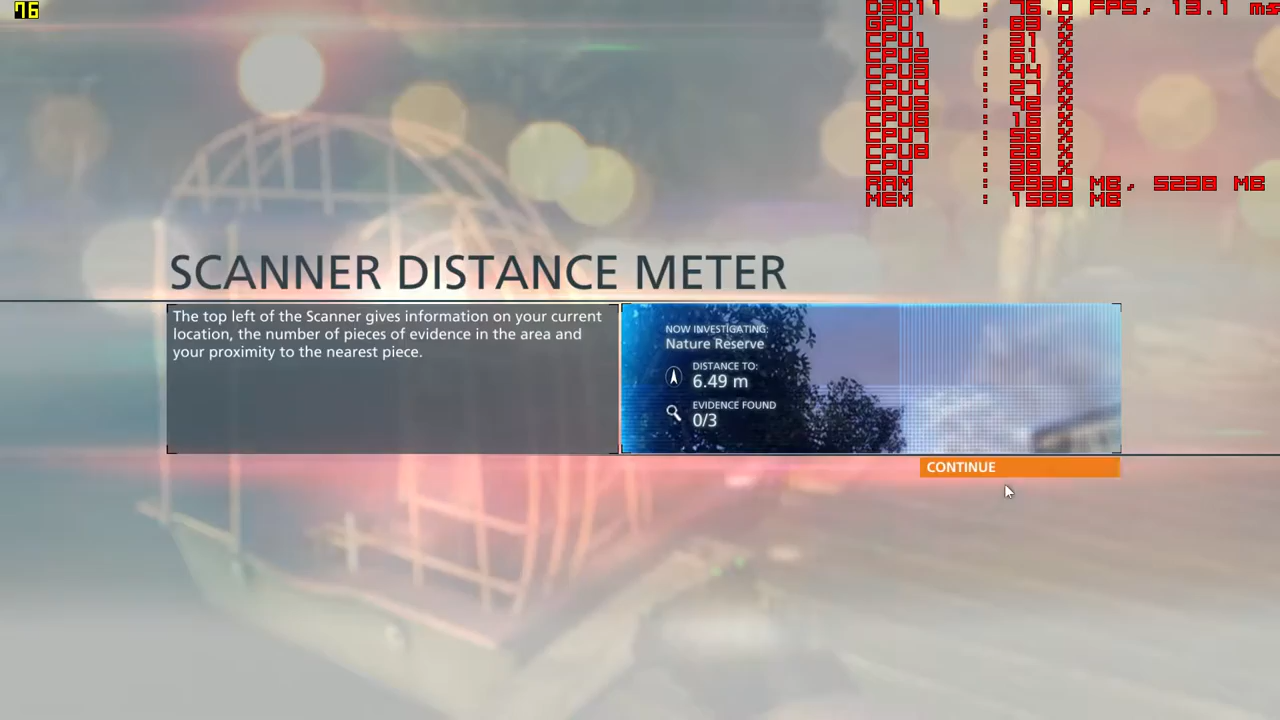 76
D3D11 : 76.0 FPS, 13.1 ms
GPU : 83 %
CPU1 : 31 %
CPU2 : 61 %
CPU3 : 44 %
CPU4 : 27 %
CPU5 : 42 %
CPU6 : 16 %
CPU7 : 56 %
CPU8 : 28 %
CPU : 38 %
RAM : 2930 MB, 5238 MB
MEM : 1599 MB
SCANNER DISTANCE METER
The top left of the Scanner gives information on your current
location, the number of pieces of evidence in the area and
your proximity to the nearest piece.
NOW INVESTIGATING:
Nature Reserve
DISTANCE TO:
6.49 m
EVIDENCE FOUND
0/3
CONTINUE